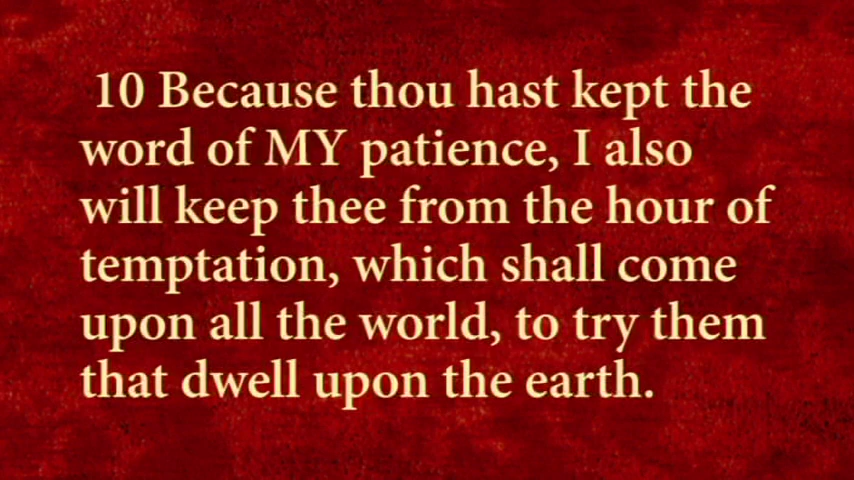 10 Because thou hast kept the
word of MY patience, I also
will keep thee from the hour of
temptation, which shall come
upon all the world, to try them
that dwell upon the earth.